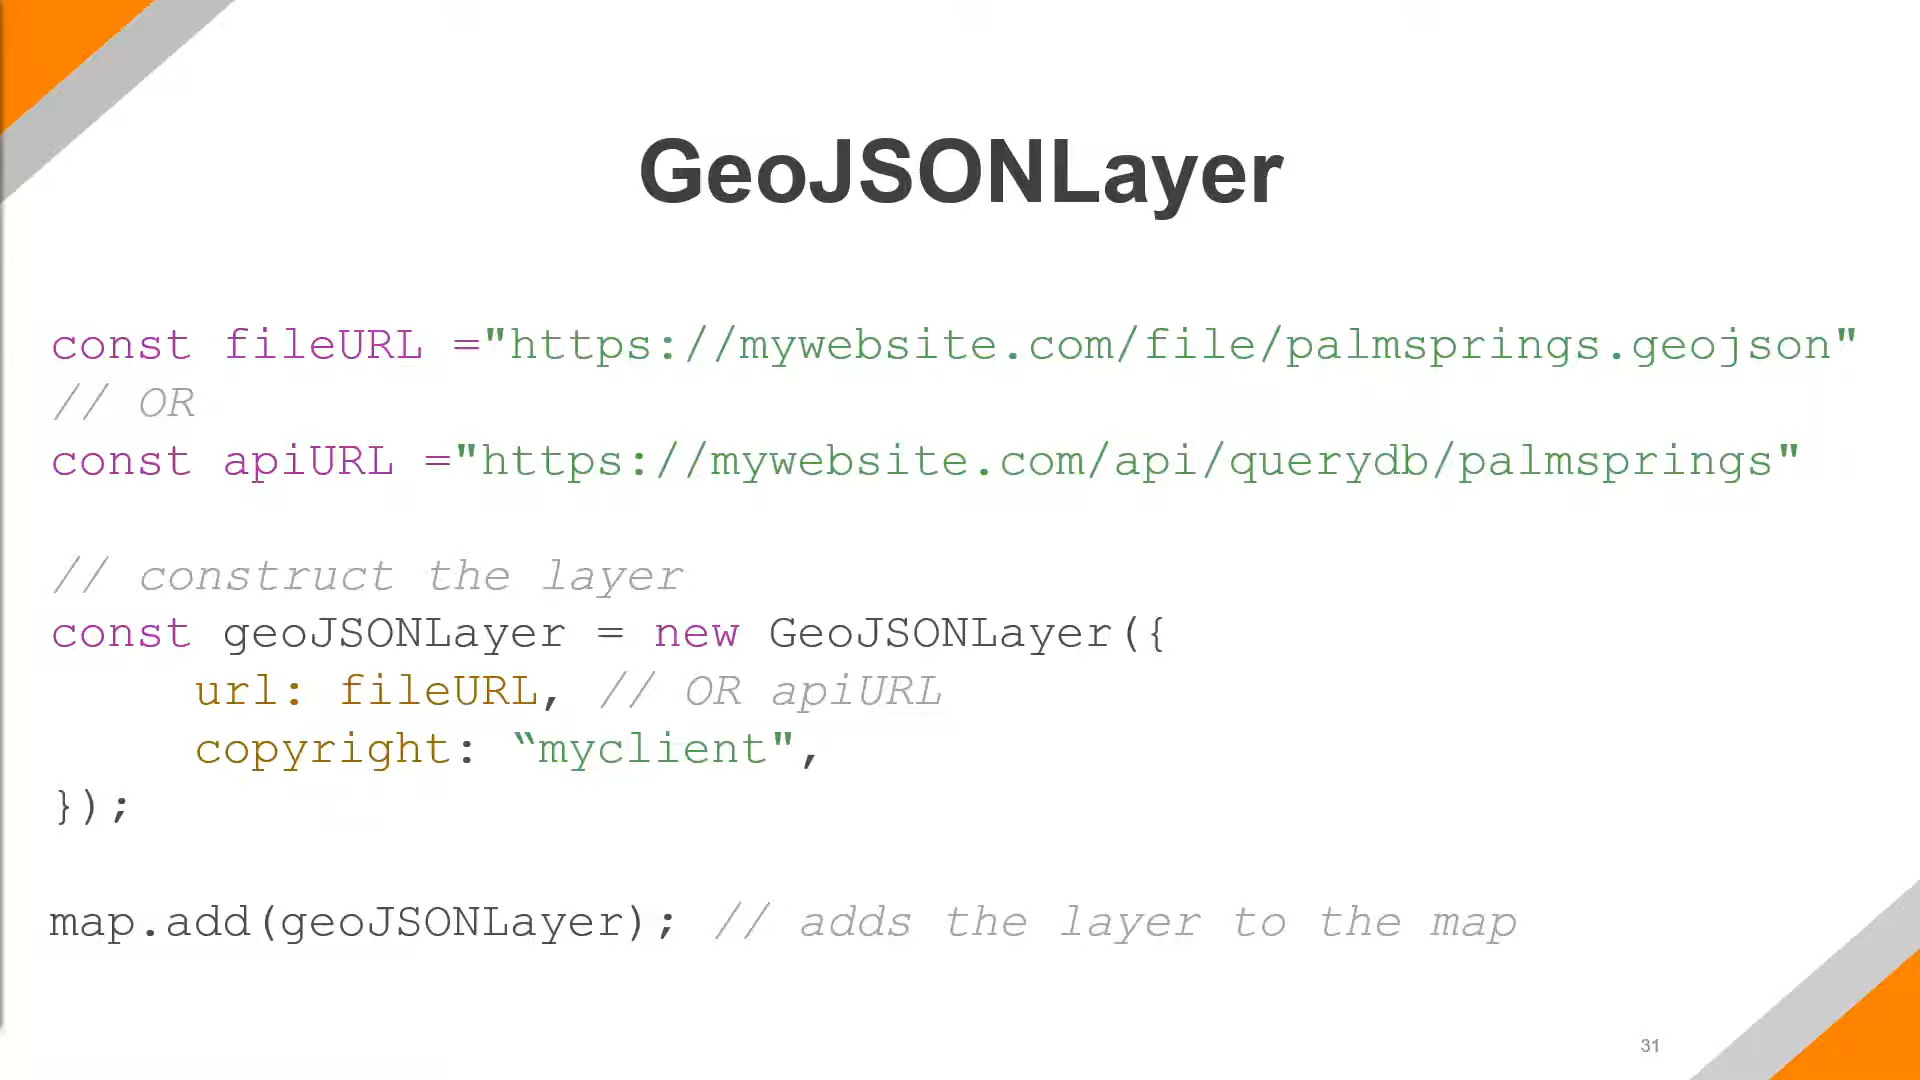 GeoJSONLayer
const fileURL ="https://mywebsite.com/file/palmsprings.geojson"
// OR
const apiURL ="https://mywebsite.com/api/querydb/palmsprings"
// construct the layer
const geoJSONLayer = new GeoJSONLayer({
url: fileURL, // OR apiURL
copyright: “myclient",
});
map.add(geoJSONLayer); // adds the layer to the map
31